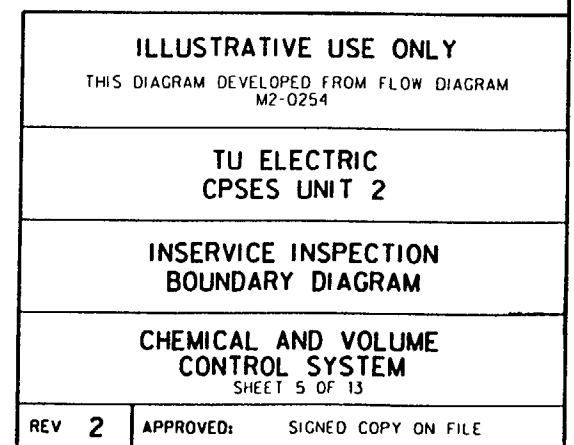 ILLUSTRATIVE USE ONLY
THIS DIAGRAM DEVELOPED FROM FLOW DIAGRAM
M2-0254
TU ELECTRIC
CPSES UNIT 2
INSERVICE INSPECTION
BOUNDARY DIAGRAM
CHEMICAL AND VOLUME
CONTROL SYSTEM
SHEET 5 OF 13
REV 2 APPROVED: SIGNED COPY ON FILE